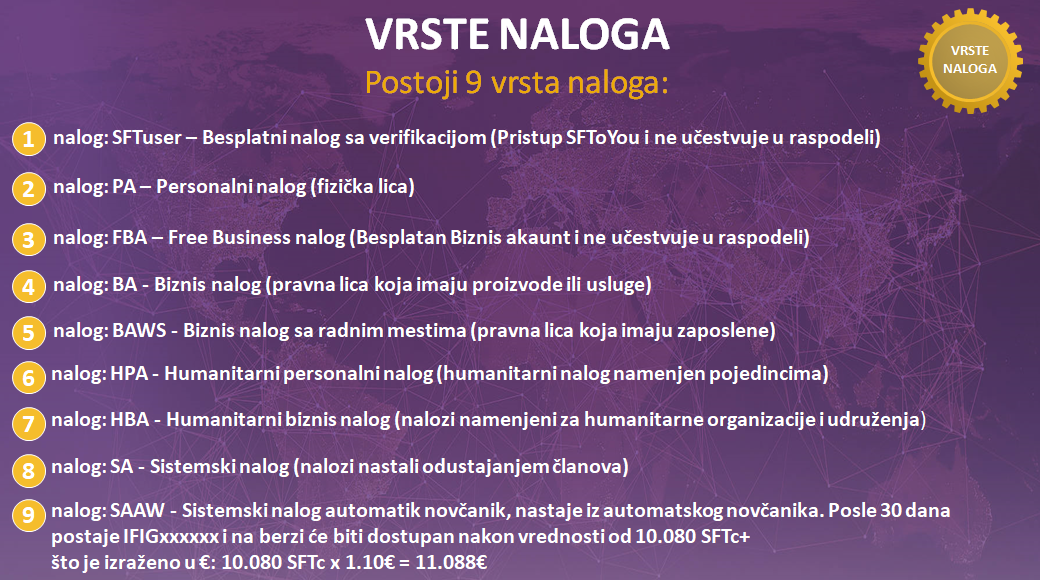 VRSTE NALOGA
Postoji 9 vrsta naloga:
VRSTE
NALOGA
1 nalog: SFTuser – Besplatni nalog sa verifikacijom (Pristup SFToYou i ne učestvuje u raspodeli)
2 nalog: PA – Personalni nalog (fizička lica)
3 nalog: FBA – Free Business nalog (Besplatan Biznis akaunt i ne učestvuje u raspodeli)
4 nalog: BA - Biznis nalog (pravna lica koja imaju proizvode ili usluge)
5 nalog: BAWS - Biznis nalog sa radnim mestima (pravna lica koja imaju zaposlene)
6 nalog: HPA - Humanitarni personalni nalog (humanitarni nalog namenjen pojedincima)
7 nalog: HBA - Humanitarni biznis nalog (nalozi namenjeni za humanitarne organizacije i udruženja)
8 nalog: SA - Sistemski nalog (nalozi nastali odustajanjem članova)
9 nalog: SAAW - Sistemski nalog automatik novčanik, nastaje iz automatskog novčanika. Posle 30 dana
postaje IFIGxxxxxx i na berzi će biti dostupan nakon vrednosti od 10.080 SFTc+
što je izraženo u €: 10.080 SFTc x 1.10€ = 11.088€